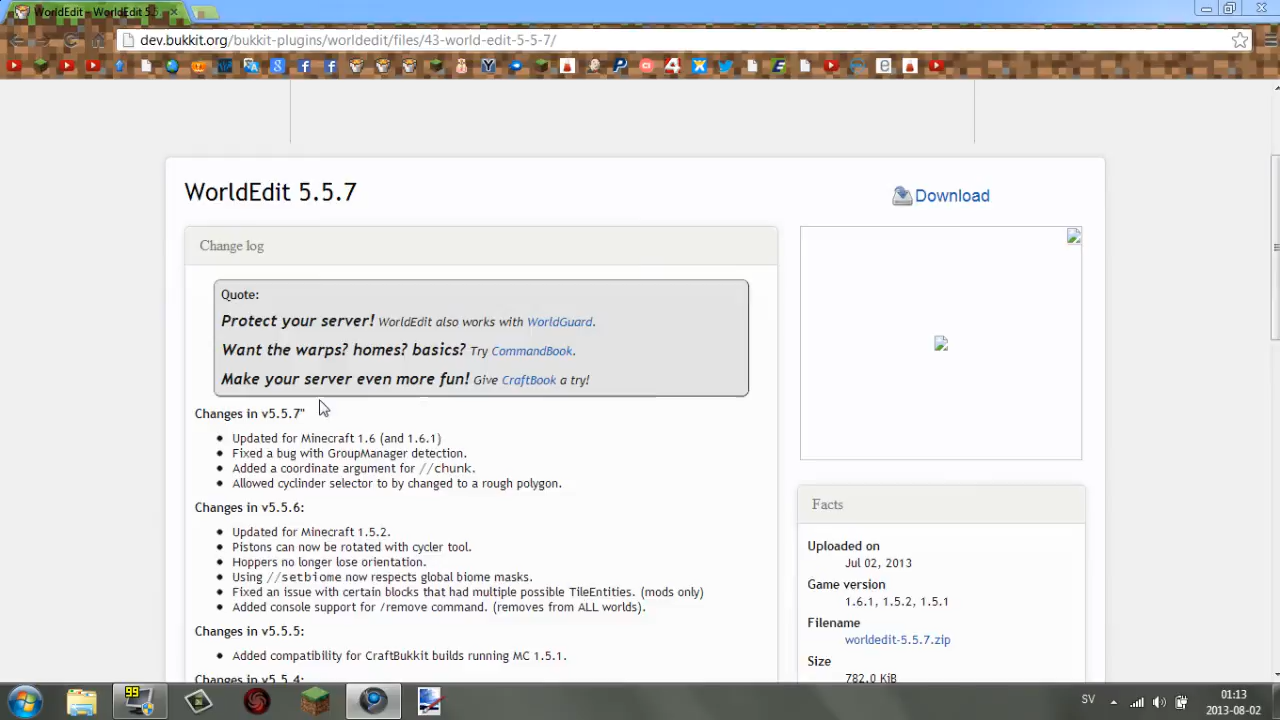 WorldEdit – WorldEdit 5.5
dev.bukkit.org/bukkit-plugins/worldedit/files/43-world-edit-5-5-7/
WorldEdit 5.5.7
Download
Change log
Quote:
Protect your server! WorldEdit also works with WorldGuard.
Want the warps? homes? basics? Try CommandBook.
Make your server even more fun! Give CraftBook a try!
Changes in v5.5.7"
Updated for Minecraft 1.6 (and 1.6.1)
Fixed a bug with GroupManager detection.
Added a coordinate argument for //chunk.
Allowed cyclinder selector to by changed to a rough polygon.
Changes in v5.5.6:
Updated for Minecraft 1.5.2.
Pistons can now be rotated with cycler tool.
Hoppers no longer lose orientation.
Using //setbiome now respects global biome masks.
Fixed an issue with certain blocks that had multiple possible TileEntities. (mods only)
Added console support for /remove command. (removes from ALL worlds).
Changes in v5.5.5:
Added compatibility for CraftBukkit builds running MC 1.5.1.
Changes in v5.5.4:
Facts
Uploaded on
Jul 02, 2013
Game version
1.6.1, 1.5.2, 1.5.1
Filename
worldedit-5.5.7.zip
Size
782.0 KiB
99
SV
01:13
2013-08-02